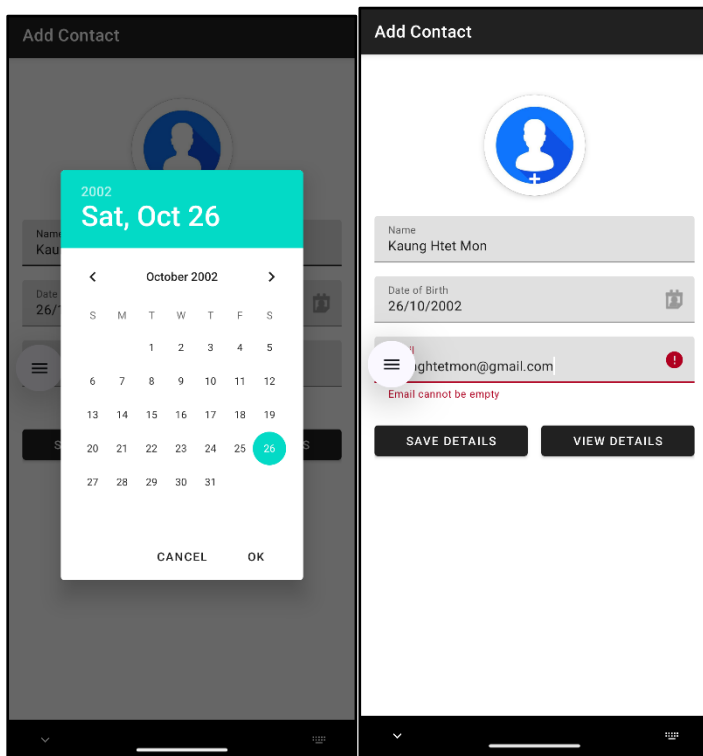 Add Contact
2002
Sat, Oct 26
October 2002
S M T W T F S
1 2 3 4 5
6 7 8 9 10 11 12
13 14 15 16 17 18 19
20 21 22 23 24 25 26
27 28 29 30 31
CANCEL OK
Add Contact
Name
Kaung Htet Mon
Date of Birth
26/10/2002
ghtetmon@gmail.com
Email cannot be empty
SAVE DETAILS
VIEW DETAILS